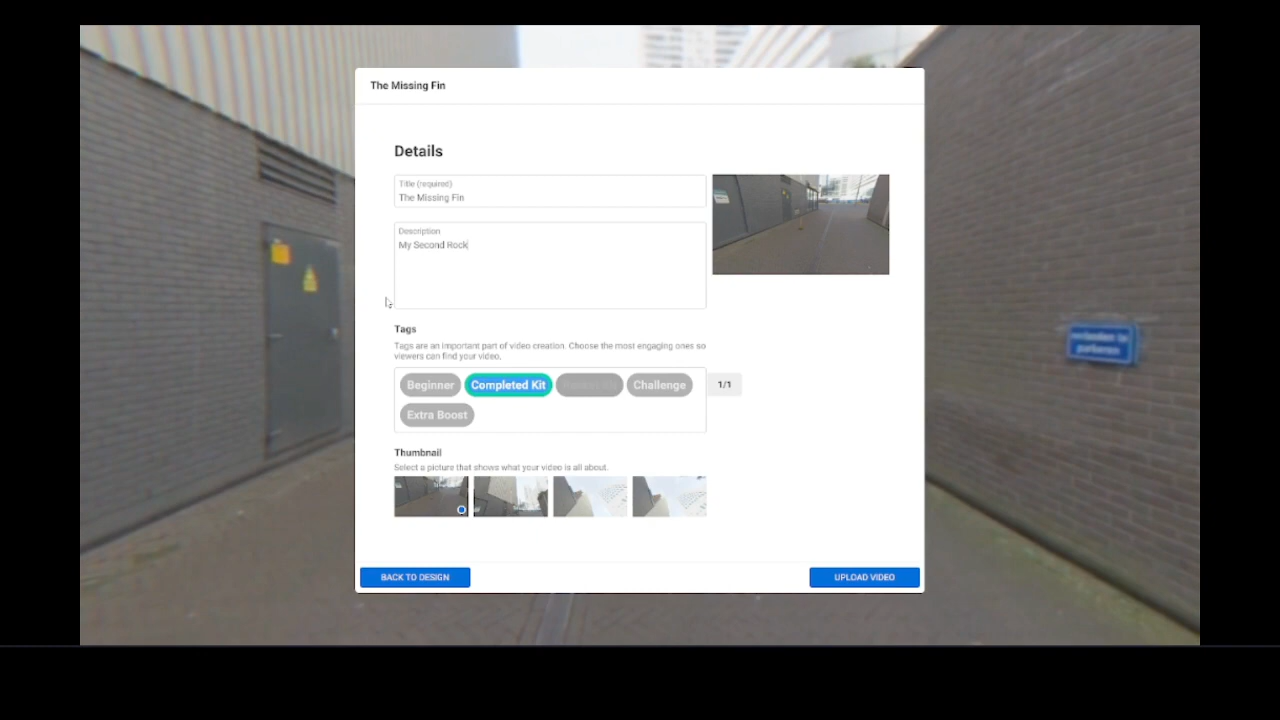 The Missing Fin
Details
Title (required)
The Missing Fin
Description
My Second Rock
Tags
Tags are an important part of video creation. Choose the most engaging ones so
viewers can find your video.
Beginner Completed Kit Challenge 1/1
Extra Boost
Thumbnail
Select a picture that shows what your video is all about.
BACK TO DESIGN UPLOAD VIDEO